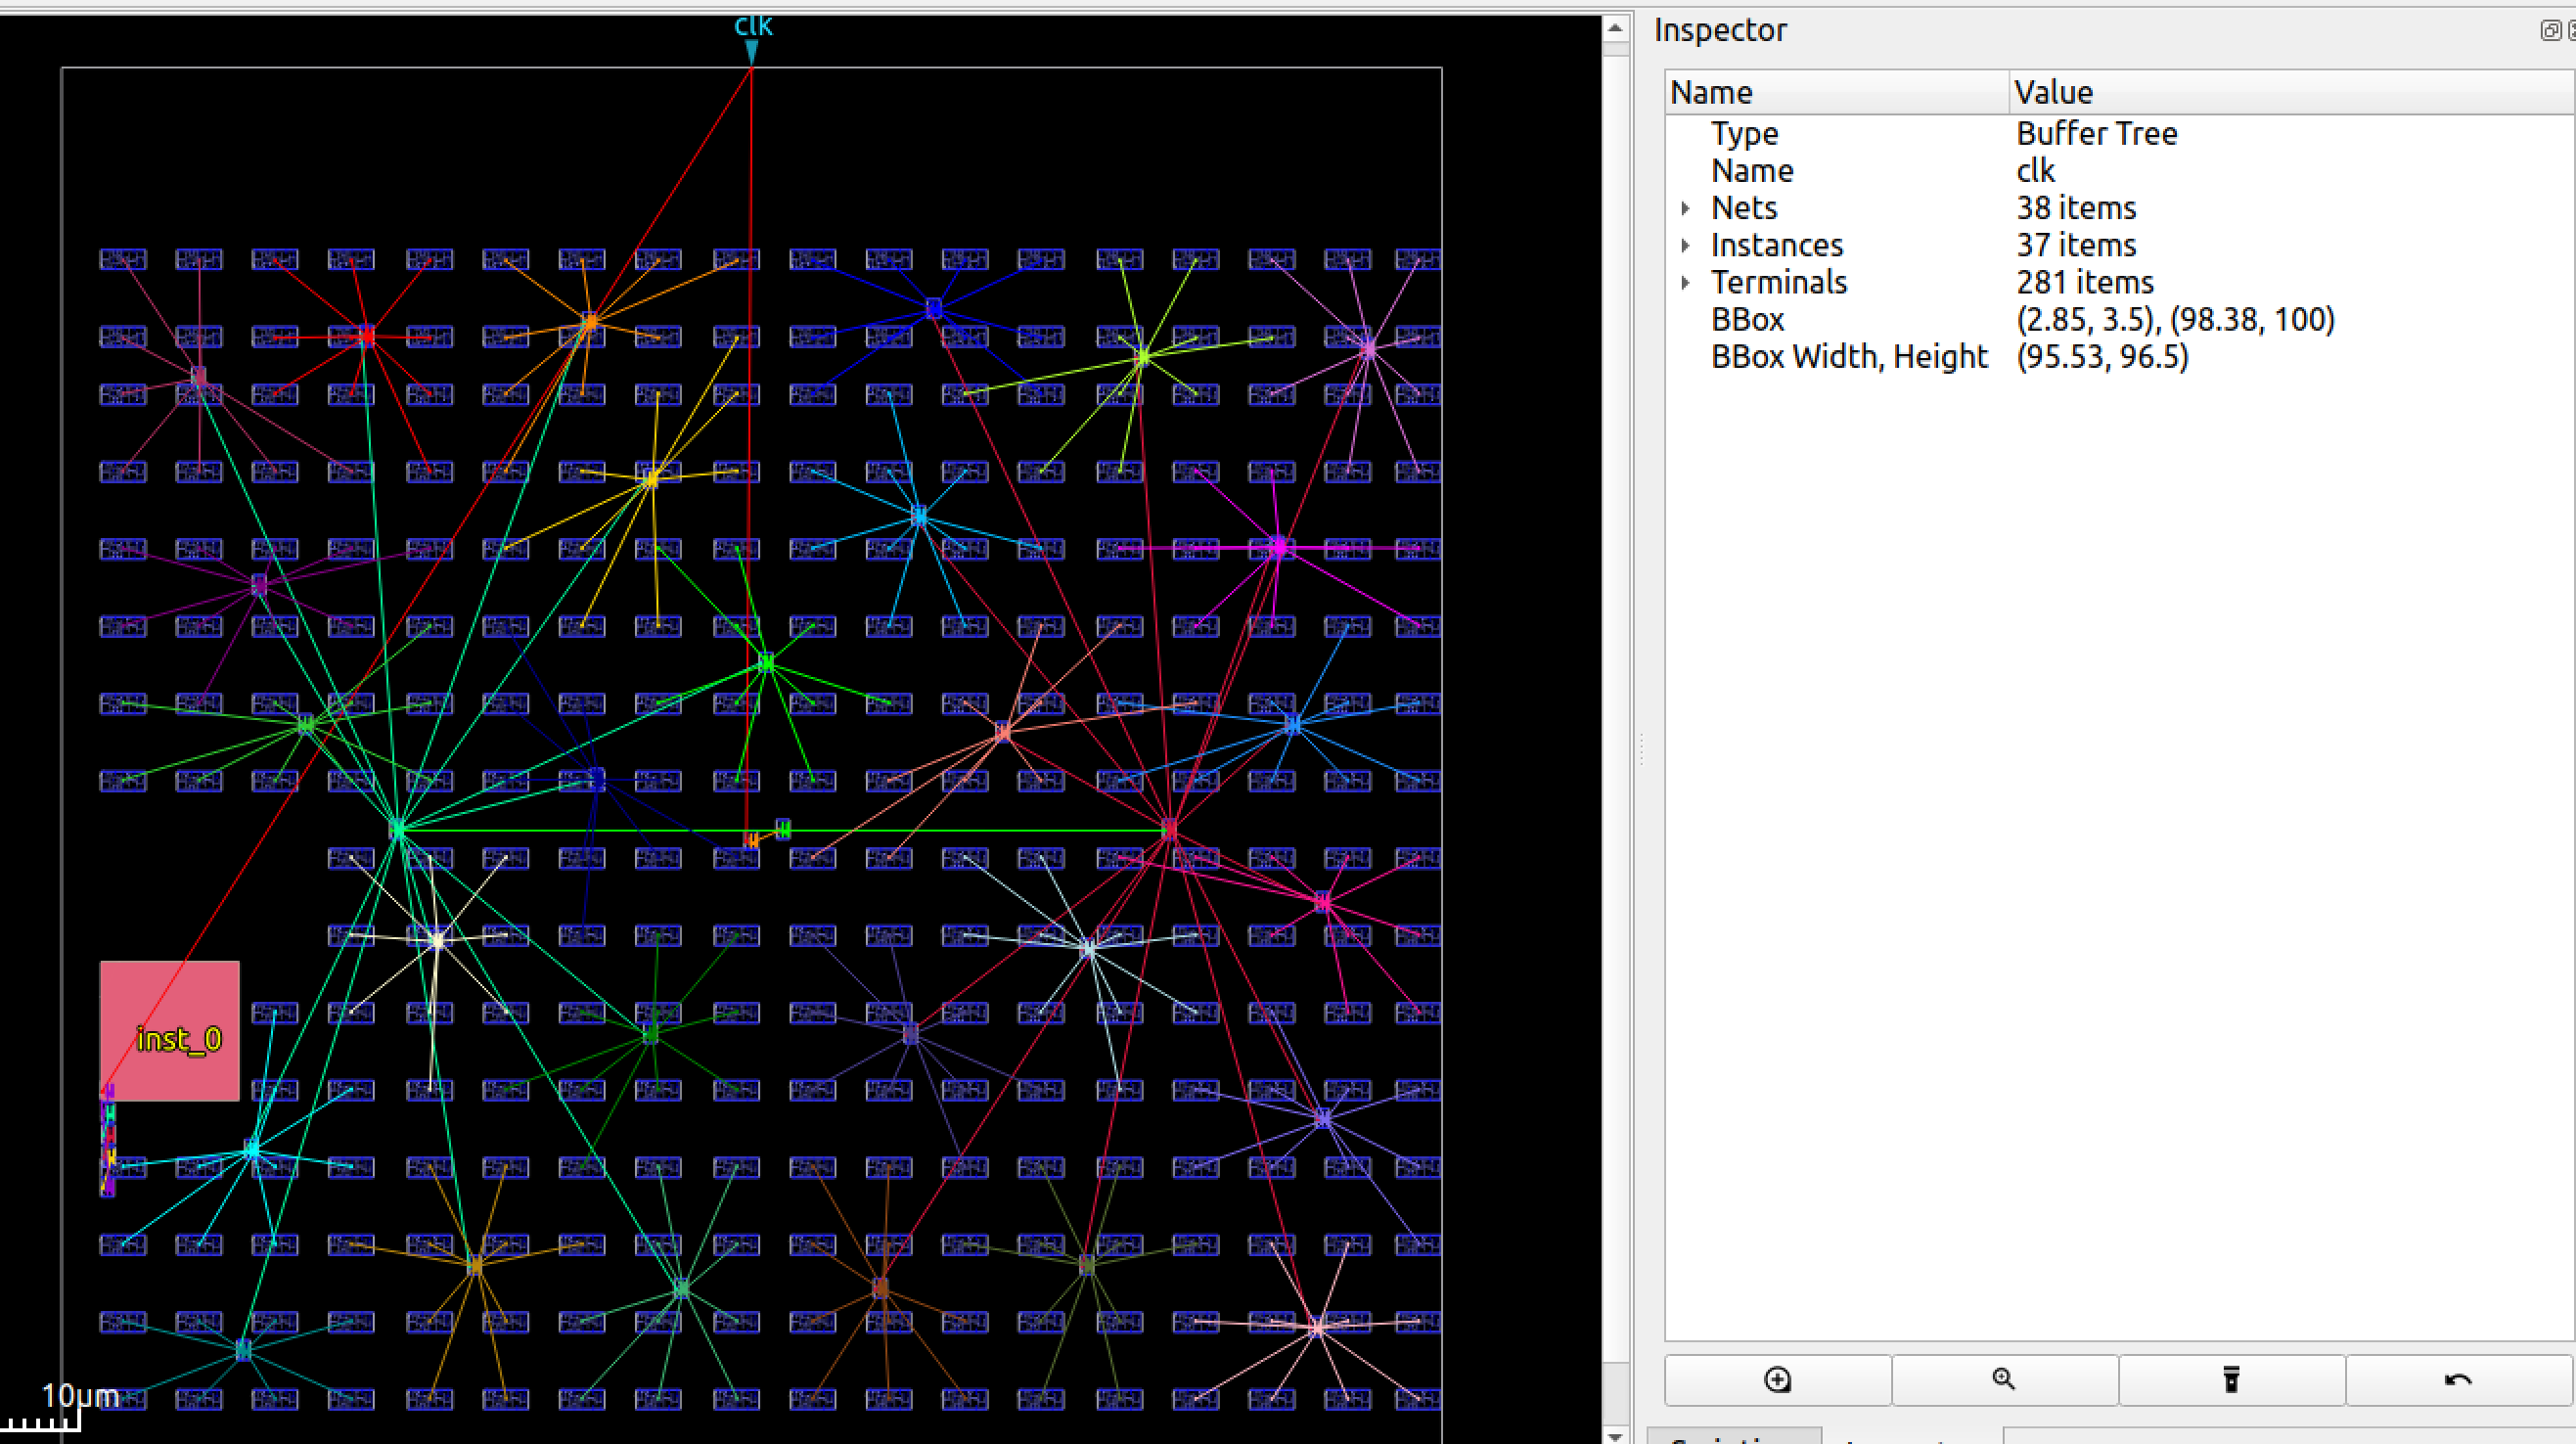 clk
inst_0
10μm
Inspector
Name Value
Type Buffer Tree
Name clk
Nets 38 items
Instances 37 items
Terminals 281 items
BBox (2.85, 3.5), (98.38, 100)
BBox Width, Height (95.53, 96.5)